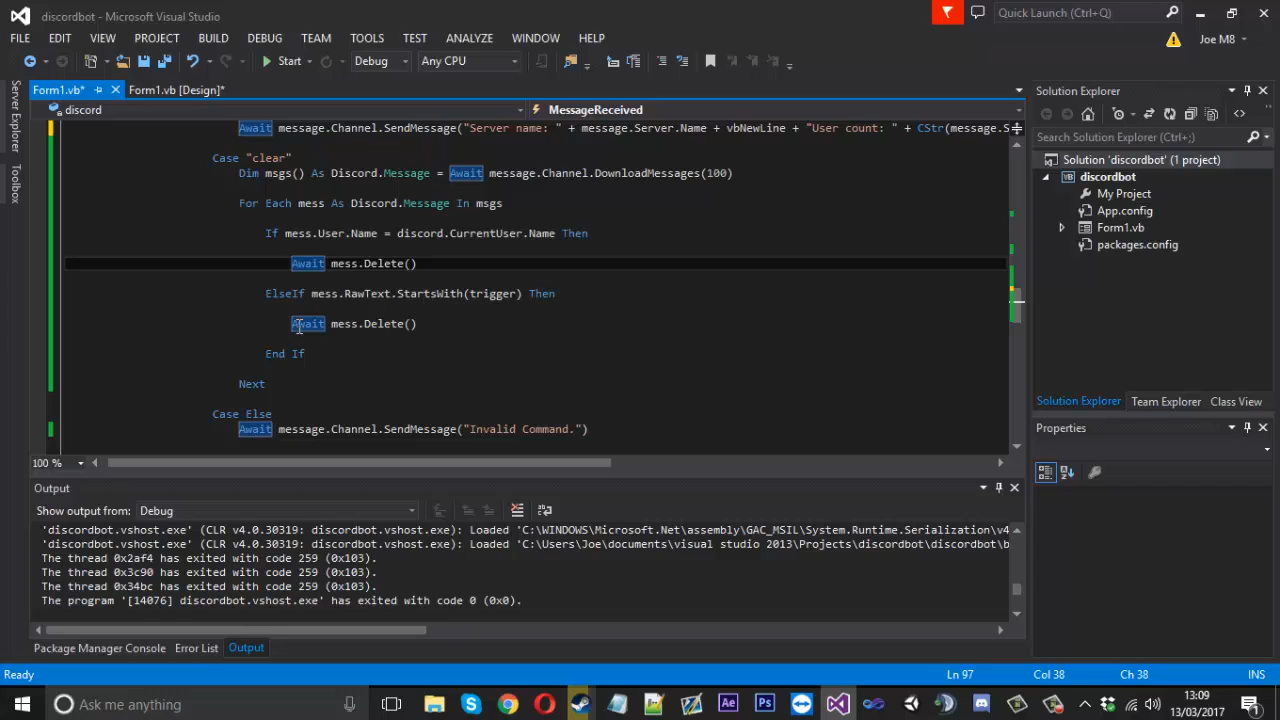 discordbot - Microsoft Visual Studio
Quick Launch (Ctrl+Q)
FILE EDIT VIEW PROJECT BUILD DEBUG TEAM TOOLS TEST ANALYZE WINDOW HELP
Joe M8
Start
Debug
Any CPU
Server Explorer
Toolbox
Form1.vb*
Form1.vb [Design]*
discord
MessageReceived
Await message.Channel.SendMessage("Server name: " + message.Server.Name + vbNewLine + "User count: " + CStr(message.S
Case "clear"
Dim msgs() As Discord.Message = Await message.Channel.DownloadMessages(100)
For Each mess As Discord.Message In msgs
If mess.User.Name = discord.CurrentUser.Name Then
Await mess.Delete()
ElseIf mess.RawText.StartsWith(trigger) Then
Await mess.Delete()
End If
Next
Case Else
Await message.Channel.SendMessage("Invalid Command.")
100 %
Output
Show output from: Debug
'discordbot.vshost.exe' (CLR v4.0.30319: discordbot.vshost.exe): Loaded 'C:\WINDOWS\Microsoft.Net\assembly\GAC_MSIL\System.Runtime.Serialization\v4
'discordbot.vshost.exe' (CLR v4.0.30319: discordbot.vshost.exe): Loaded 'C:\Users\Joe\documents\visual studio 2013\Projects\discordbot\discordbot\b
The thread 0x2af4 has exited with code 259 (0x103).
The thread 0x3c90 has exited with code 259 (0x103).
The thread 0x34bc has exited with code 259 (0x103).
The program '[14076] discordbot.vshost.exe' has exited with code 0 (0x0).
Package Manager Console Error List Output
Solution Explorer
Search Solution Explorer (Ctrl+;)
Solution 'discordbot' (1 project)
discordbot
My Project
App.config
Form1.vb
packages.config
Solution Explorer Team Explorer Class View
Properties
Ready
Ln 97
Col 38
Ch 38
INS
Ask me anything
13:09
13/03/2017